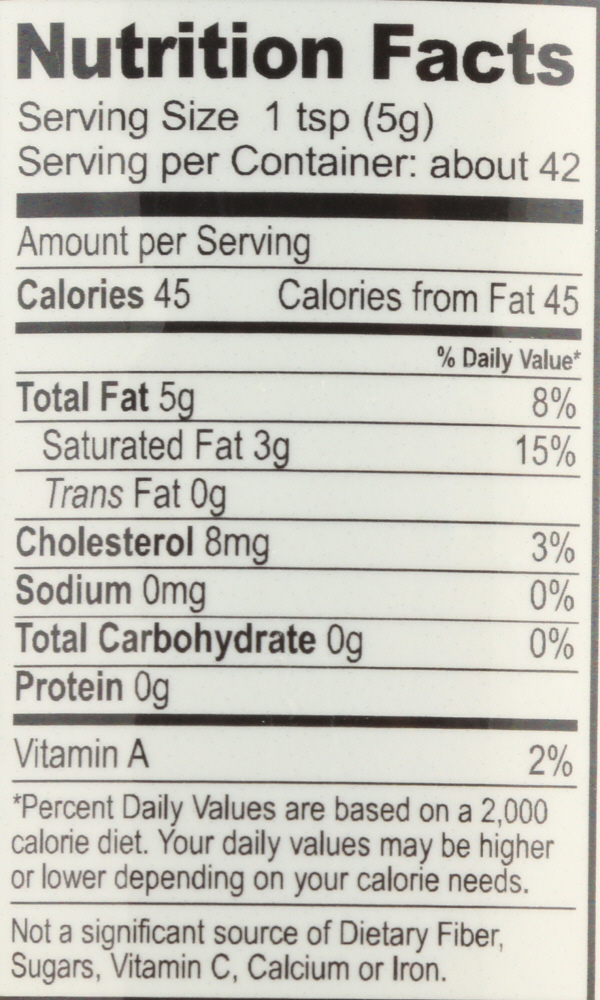 Nutrition Facts
Serving Size 1 tsp (5g)
Serving per Container: about 42
Amount per Serving
Calories 45 Calories from Fat 45
% Daily Value*
Total Fat 5g 8%
Saturated Fat 3g 15%
Trans Fat 0g
Cholesterol 8mg 3%
Sodium 0mg 0%
Total Carbohydrate 0g 0%
Protein 0g
Vitamin A 2%
*Percent Daily Values are based on a 2,000
calorie diet. Your daily values may be higher
or lower depending on your calorie needs.
Not a significant source of Dietary Fiber,
Sugars, Vitamin C, Calcium or Iron.